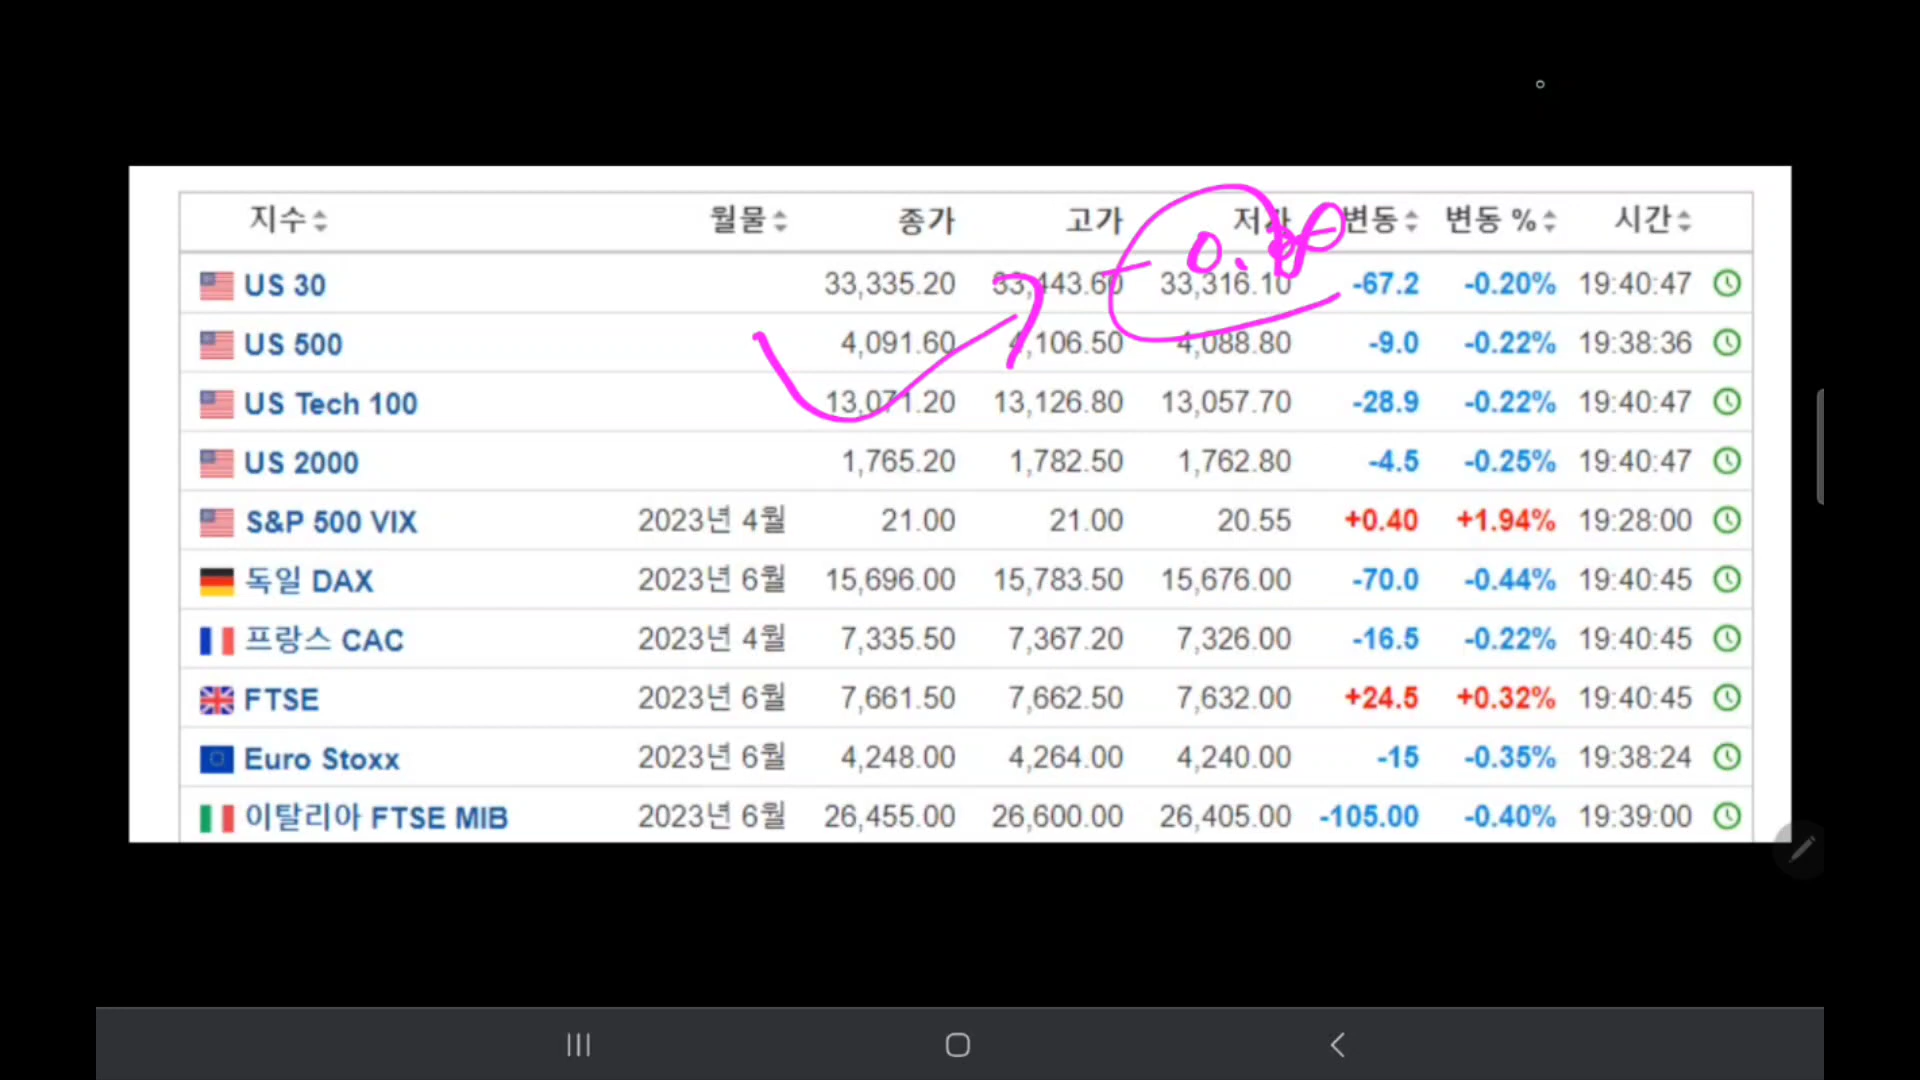 지수 월물 종가 고가 저가 변동 변동 % 시간
US 30 33,335.20 33,443.60 33,316.10 -67.2 -0.20% 19:40:47
US 500 4,091.60 4,106.50 4,088.80 -9.0 -0.22% 19:38:36
US Tech 100 13,071.20 13,126.80 13,057.70 -28.9 -0.22% 19:40:47
US 2000 1,765.20 1,782.50 1,762.80 -4.5 -0.25% 19:40:47
S&P 500 VIX 2023년 4월 21.00 21.00 20.55 +0.40 +1.94% 19:28:00
독일 DAX 2023년 6월 15,696.00 15,783.50 15,676.00 -70.0 -0.44% 19:40:45
프랑스 CAC 2023년 4월 7,335.50 7,367.20 7,326.00 -16.5 -0.22% 19:40:45
FTSE 2023년 6월 7,661.50 7,662.50 7,632.00 +24.5 +0.32% 19:40:45
Euro Stoxx 2023년 6월 4,248.00 4,264.00 4,240.00 -15 -0.35% 19:38:24
이탈리아 FTSE MIB 2023년 6월 26,455.00 26,600.00 26,405.00 -105.00 -0.40% 19:39:00